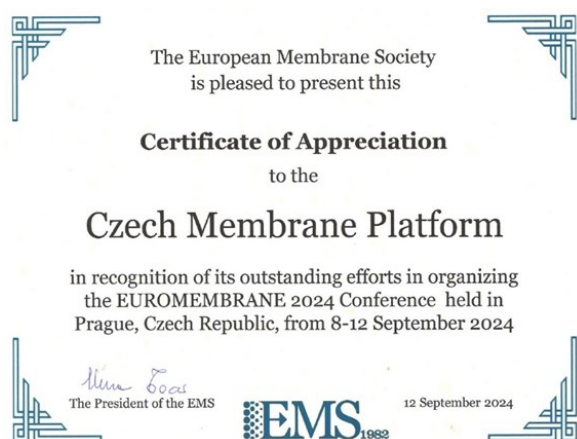 The European Membrane Society
is pleased to present this
Certificate of Appreciation
to the
Czech Membrane Platform
in recognition of its outstanding efforts in organizing
the EUROMEMBRANE 2024 Conference held in
Prague, Czech Republic, from 8-12 September 2024
The President of the EMS
EMS 1982
12 September 2024